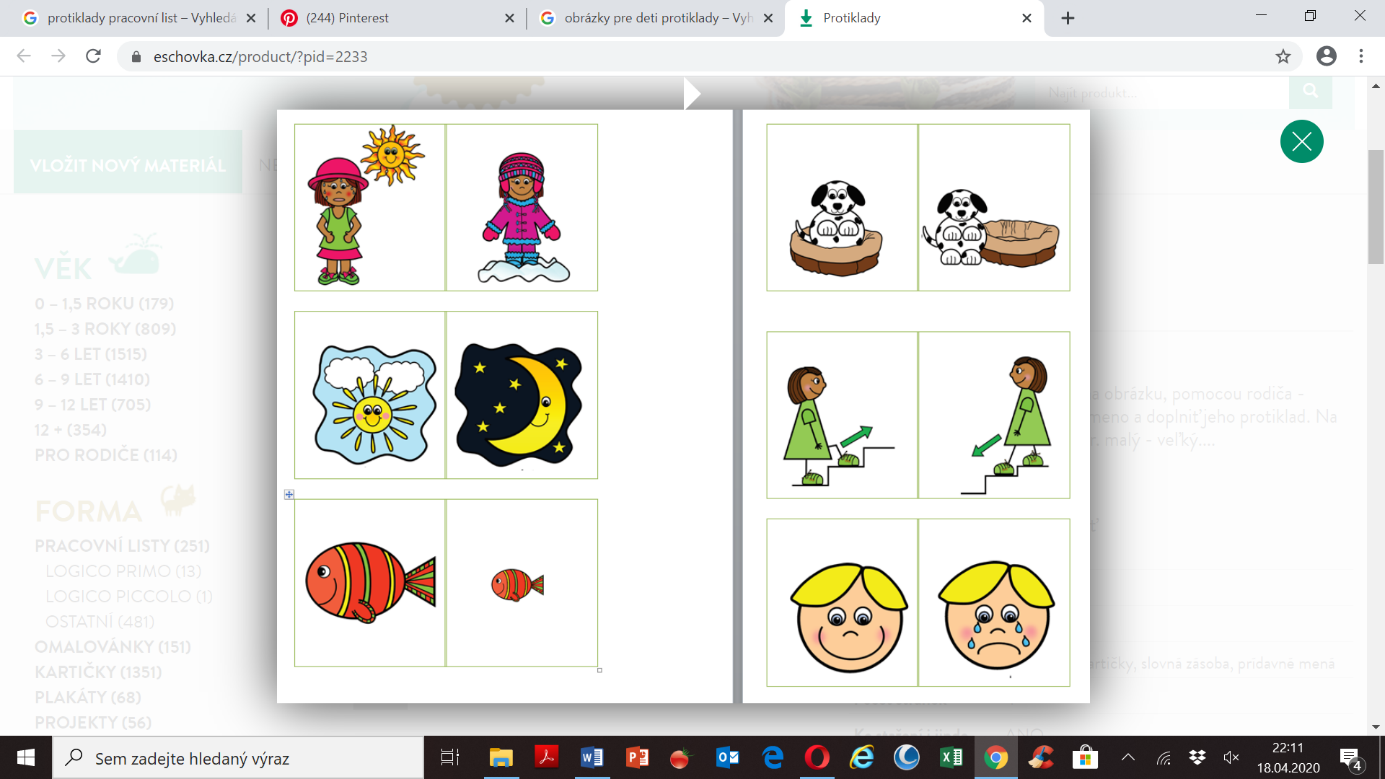 protiklady pracovní list – Vyhledá
(244) Pinterest
obrázky pre deti protiklady – Vyh
Protiklady
eschovka.cz/product/?pid=2233
Najít produkt...
VLOŽIT NOVÝ MATERIÁL
NE
VĚK
0 – 1,5 ROKU (179)
1,5 – 3 ROKY (809)
3 – 6 LET (1515)
6 – 9 LET (1410)
9 – 12 LET (705)
12 + (354)
PRO RODIČE (114)
FORMA
PRACOVNÍ LISTY (251)
LOGICO PRIMO (13)
LOGICO PICCOLO (1)
OSTATNÍ (481)
OMALOVÁNKY (151)
KARTIČKY (1351)
PLAKÁTY (68)
PROJEKTY (56)
a obrázku, pomocou rodiča -
meno a doplniť jeho protiklad. Na
malý - veľký....
artičky, slovná zásoba, prídavné mená
ANO
Sem zadejte hledaný výraz
22:11
18.04.2020
4